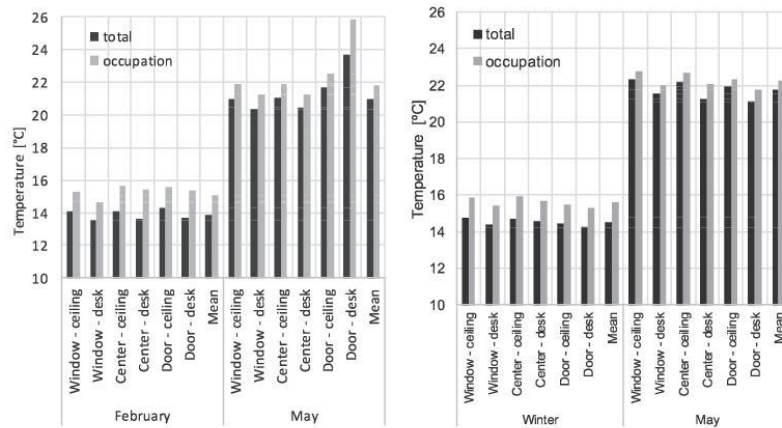 26
24
22
20
18
16
14
12
10
Temperature [°C]
total
occupation
Window - ceiling
Window - desk
Center - ceiling
Center - desk
Door - ceiling
Door - desk
Mean
Window - ceiling
Window - desk
Center - ceiling
Center - desk
Door - ceiling
Door - desk
Mean
February
May
26
24
22
20
18
16
14
12
10
Temperature [°C]
total
occupation
Window - ceiling
Window - desk
Center - ceiling
Center - desk
Door - ceiling
Door - desk
Mean
Window - ceiling
Window - desk
Center - ceiling
Center - desk
Door - ceiling
Door - desk
Mean
Winter
May